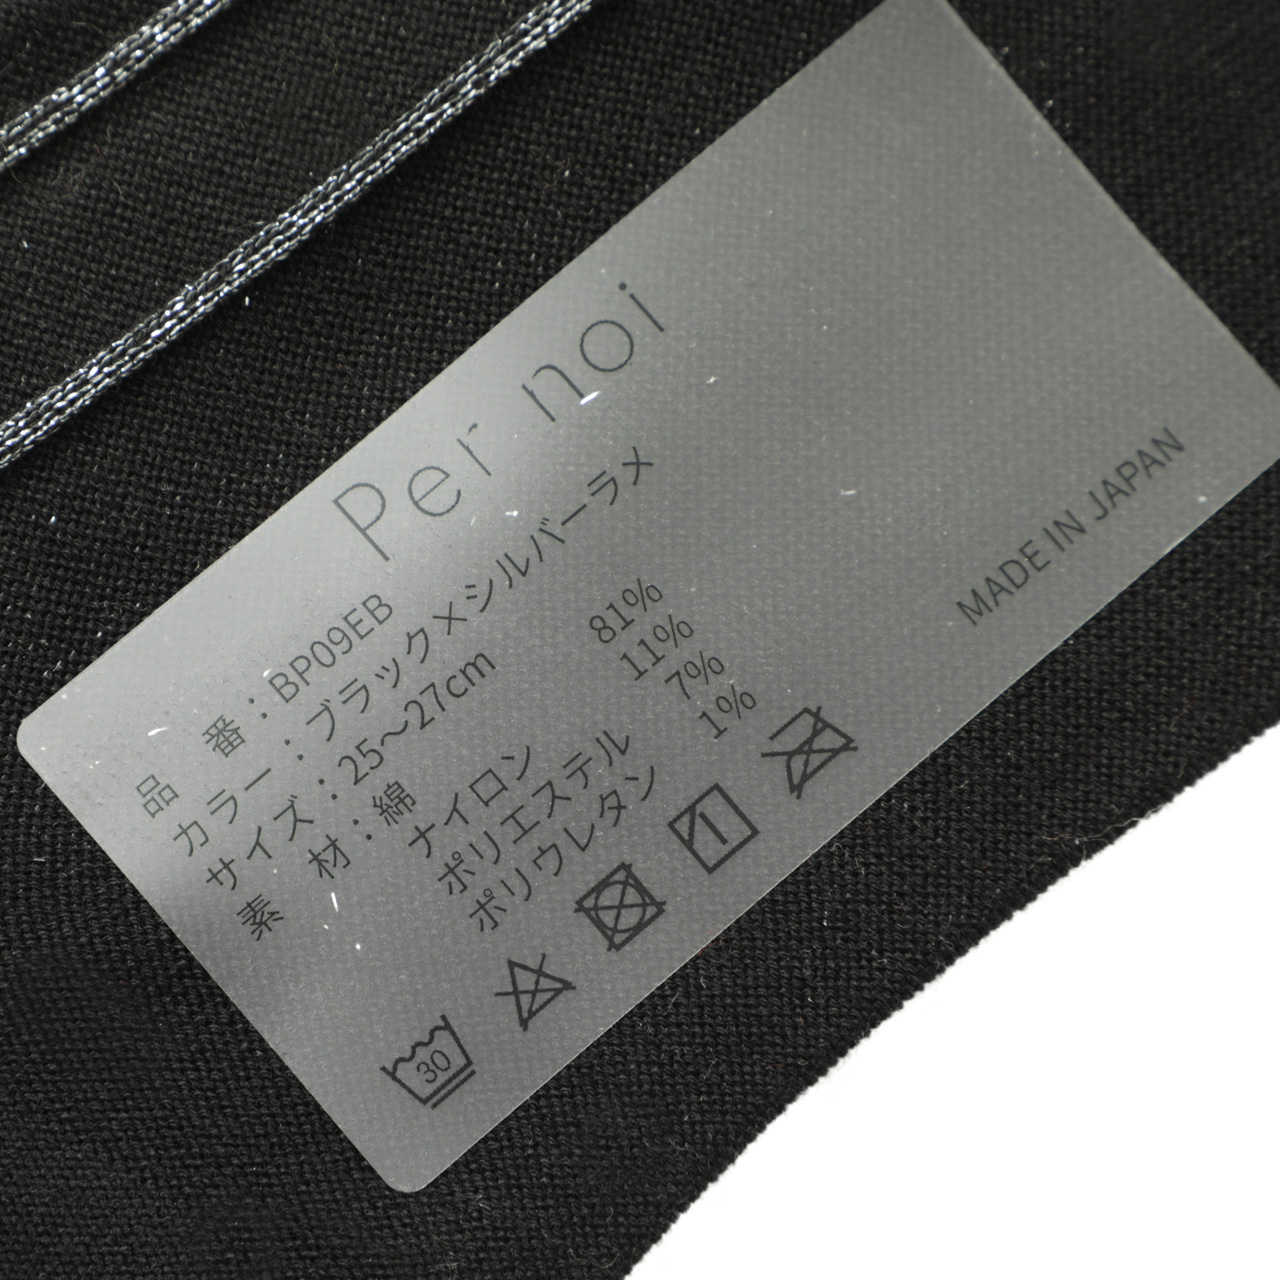 Per noi
品　番：BP09EB
カラー：ブラック×シルバーラメ
サイズ：25～27cm
素　材：綿 81%
ナイロン 11%
ポリエステル 7%
ポリウレタン 1%
30
MADE IN JAPAN